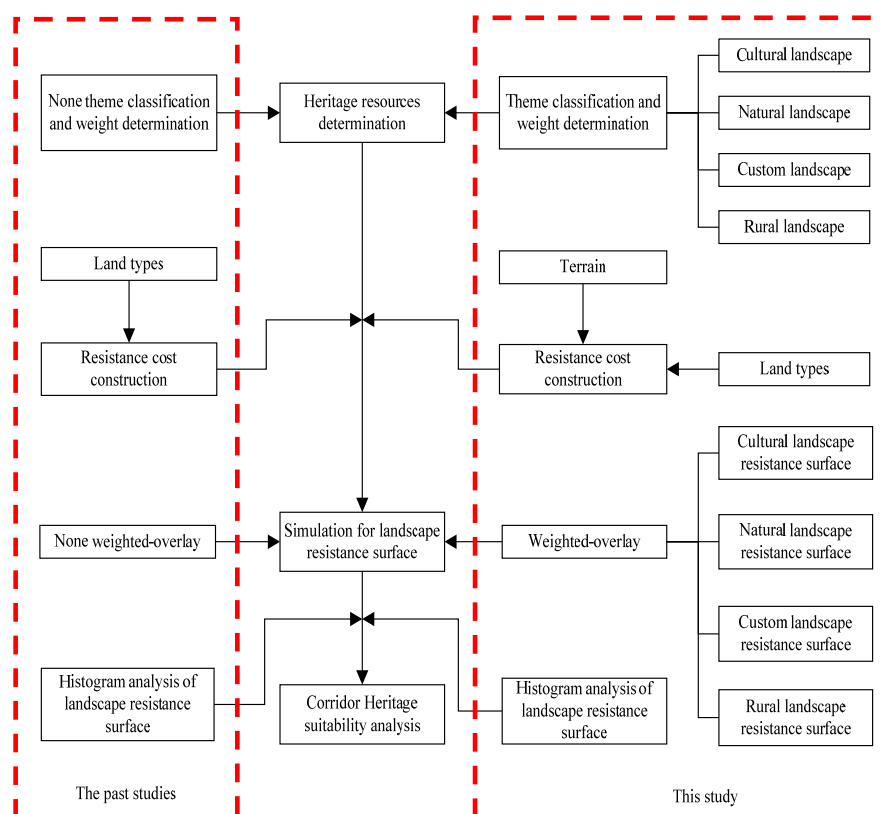 None theme classification
and weight determination
Heritage resources
determination
Theme classification and
weight determination
Cultural landscape
Natural landscape
Custom landscape
Rural landscape
Land types
Terrain
Resistance cost
construction
Resistance cost
construction
Land types
None weighted-overlay
Simulation for landscape
resistance surface
Weighted-overlay
Cultural landscape
resistance surface
Natural landscape
resistance surface
Custom landscape
resistance surface
Rural landscape
resistance surface
Histogram analysis of
landscape resistance
surface
Corridor Heritage
suitability analysis
Histogram analysis of
landscape resistance
surface
The past studies
This study